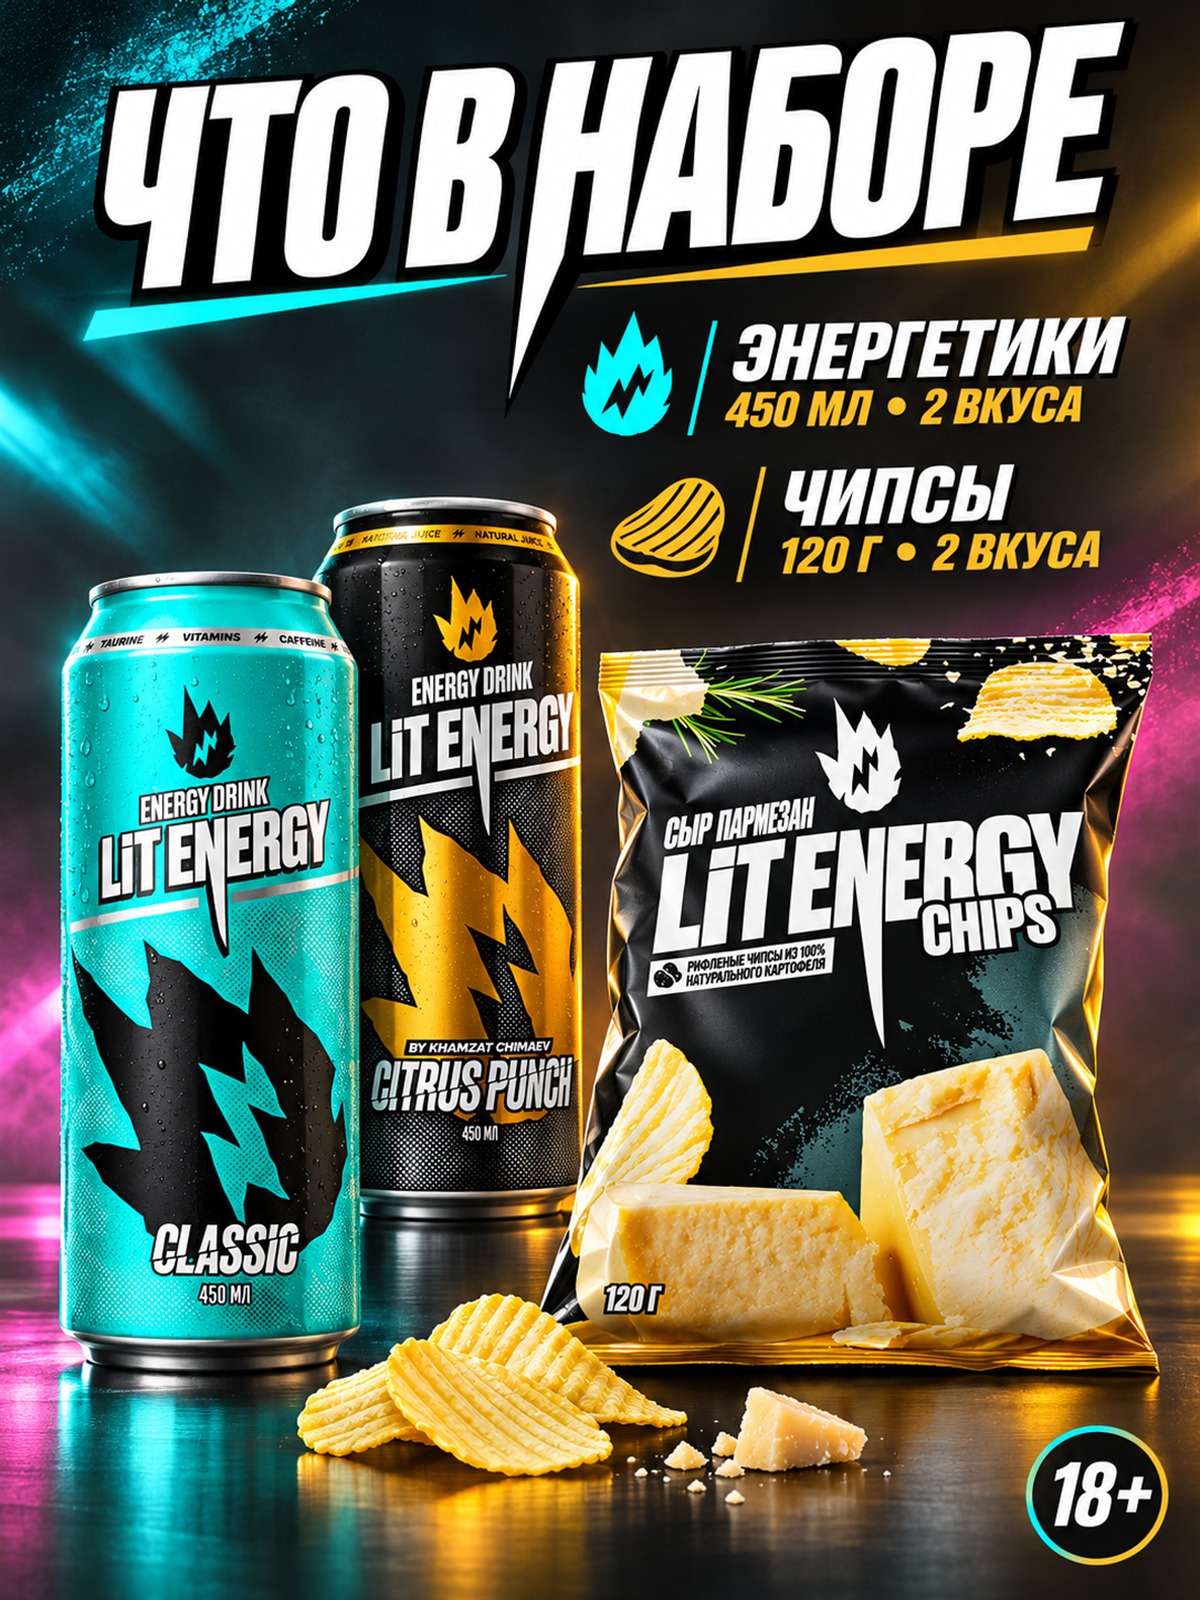 ЧТО В НАБОРЕ
ЭНЕРГЕТИКИ
450 МЛ • 2 ВКУСА
ЧИПСЫ
120 Г • 2 ВКУСА
JUICE NATURAL JUICE
ENERGY DRINK
LiT ENERGY
BY KHAMZAT CHIMAEV
CITRUS PUNCH
450 МЛ
TAURINE VITAMINS CAFFEINE
ENERGY DRINK
LiT ENERGY
CLASSIC
450 МЛ
СЫР ПАРМЕЗАН
LiT ENERGY
CHIPS
РИФЛЕНЫЕ ЧИПСЫ ИЗ 100%
НАТУРАЛЬНОГО КАРТОФЕЛЯ
120 Г
18+